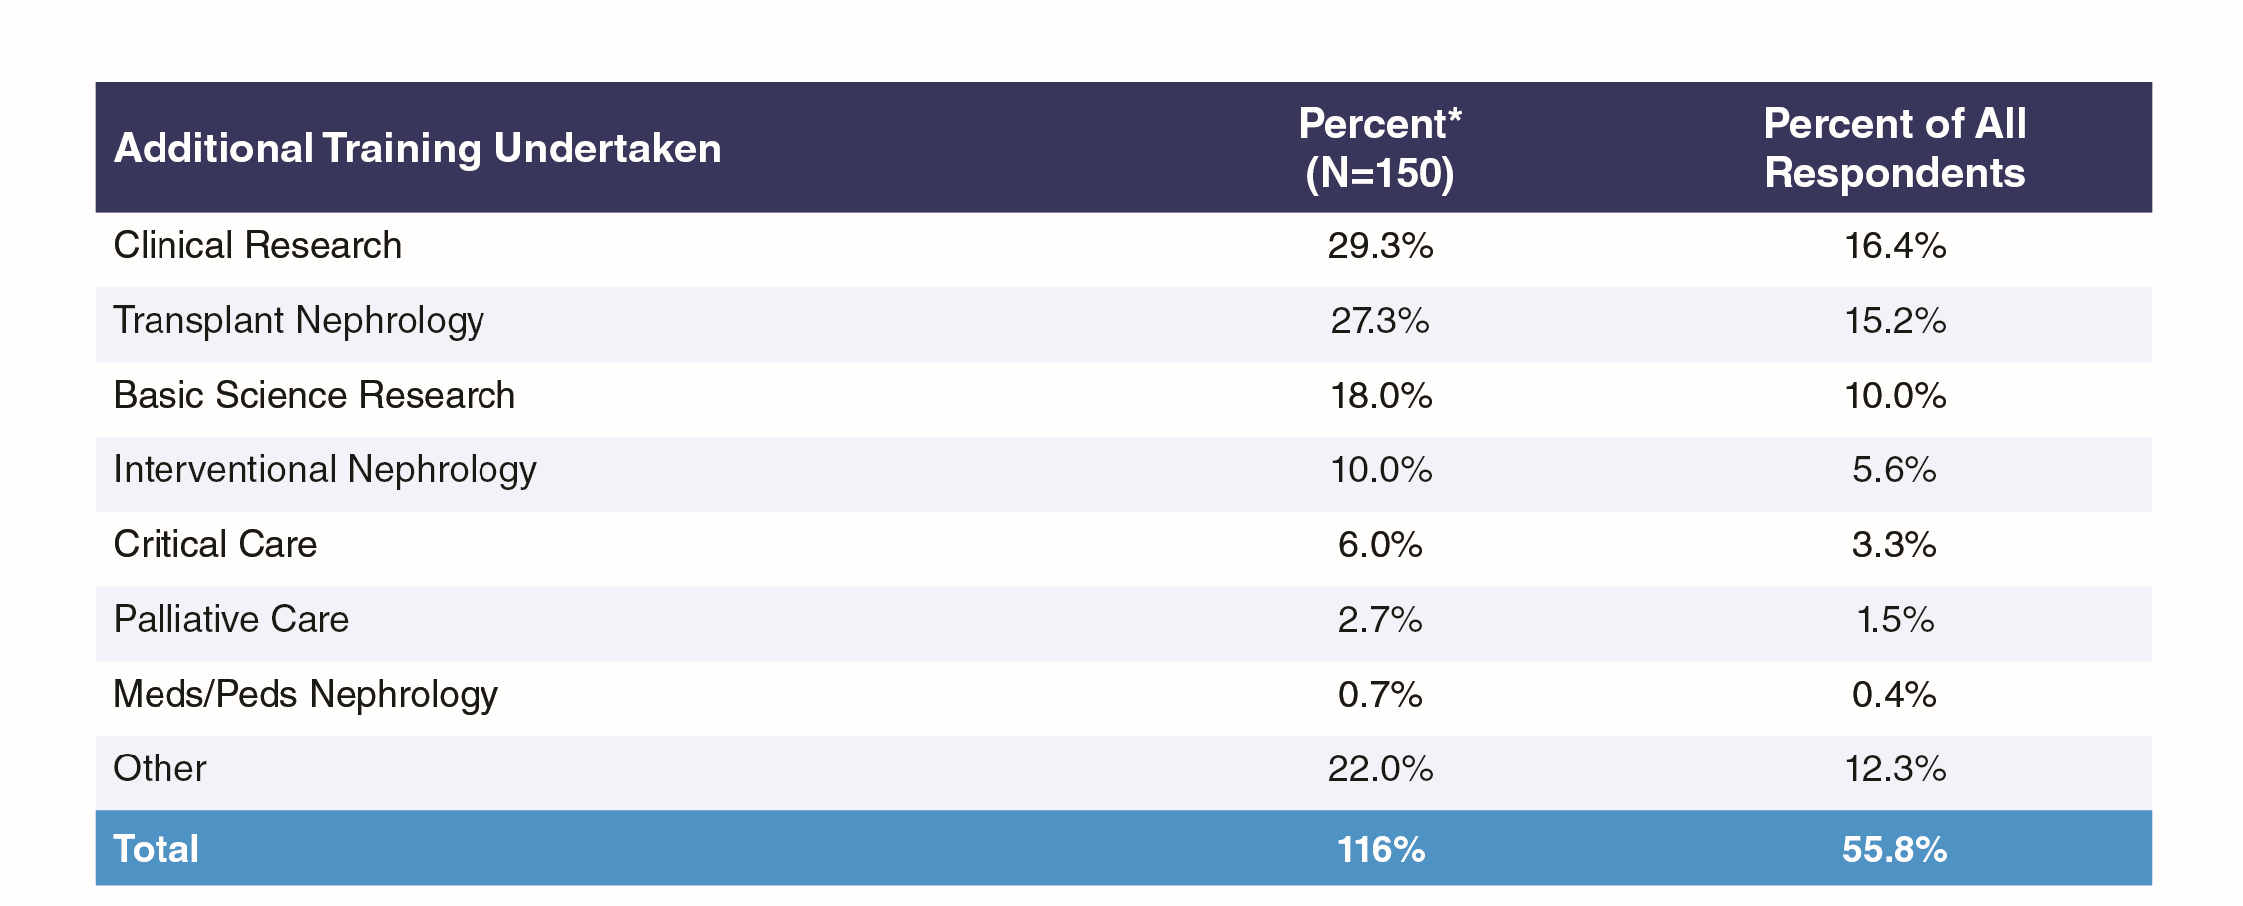 Additional Training Undertaken Percent* (N=150) Percent of All Respondents
Clinical Research 29.3% 16.4%
Transplant Nephrology 27.3% 15.2%
Basic Science Research 18.0% 10.0%
Interventional Nephrology 10.0% 5.6%
Critical Care 6.0% 3.3%
Palliative Care 2.7% 1.5%
Meds/Peds Nephrology 0.7% 0.4%
Other 22.0% 12.3%
Total 116% 55.8%